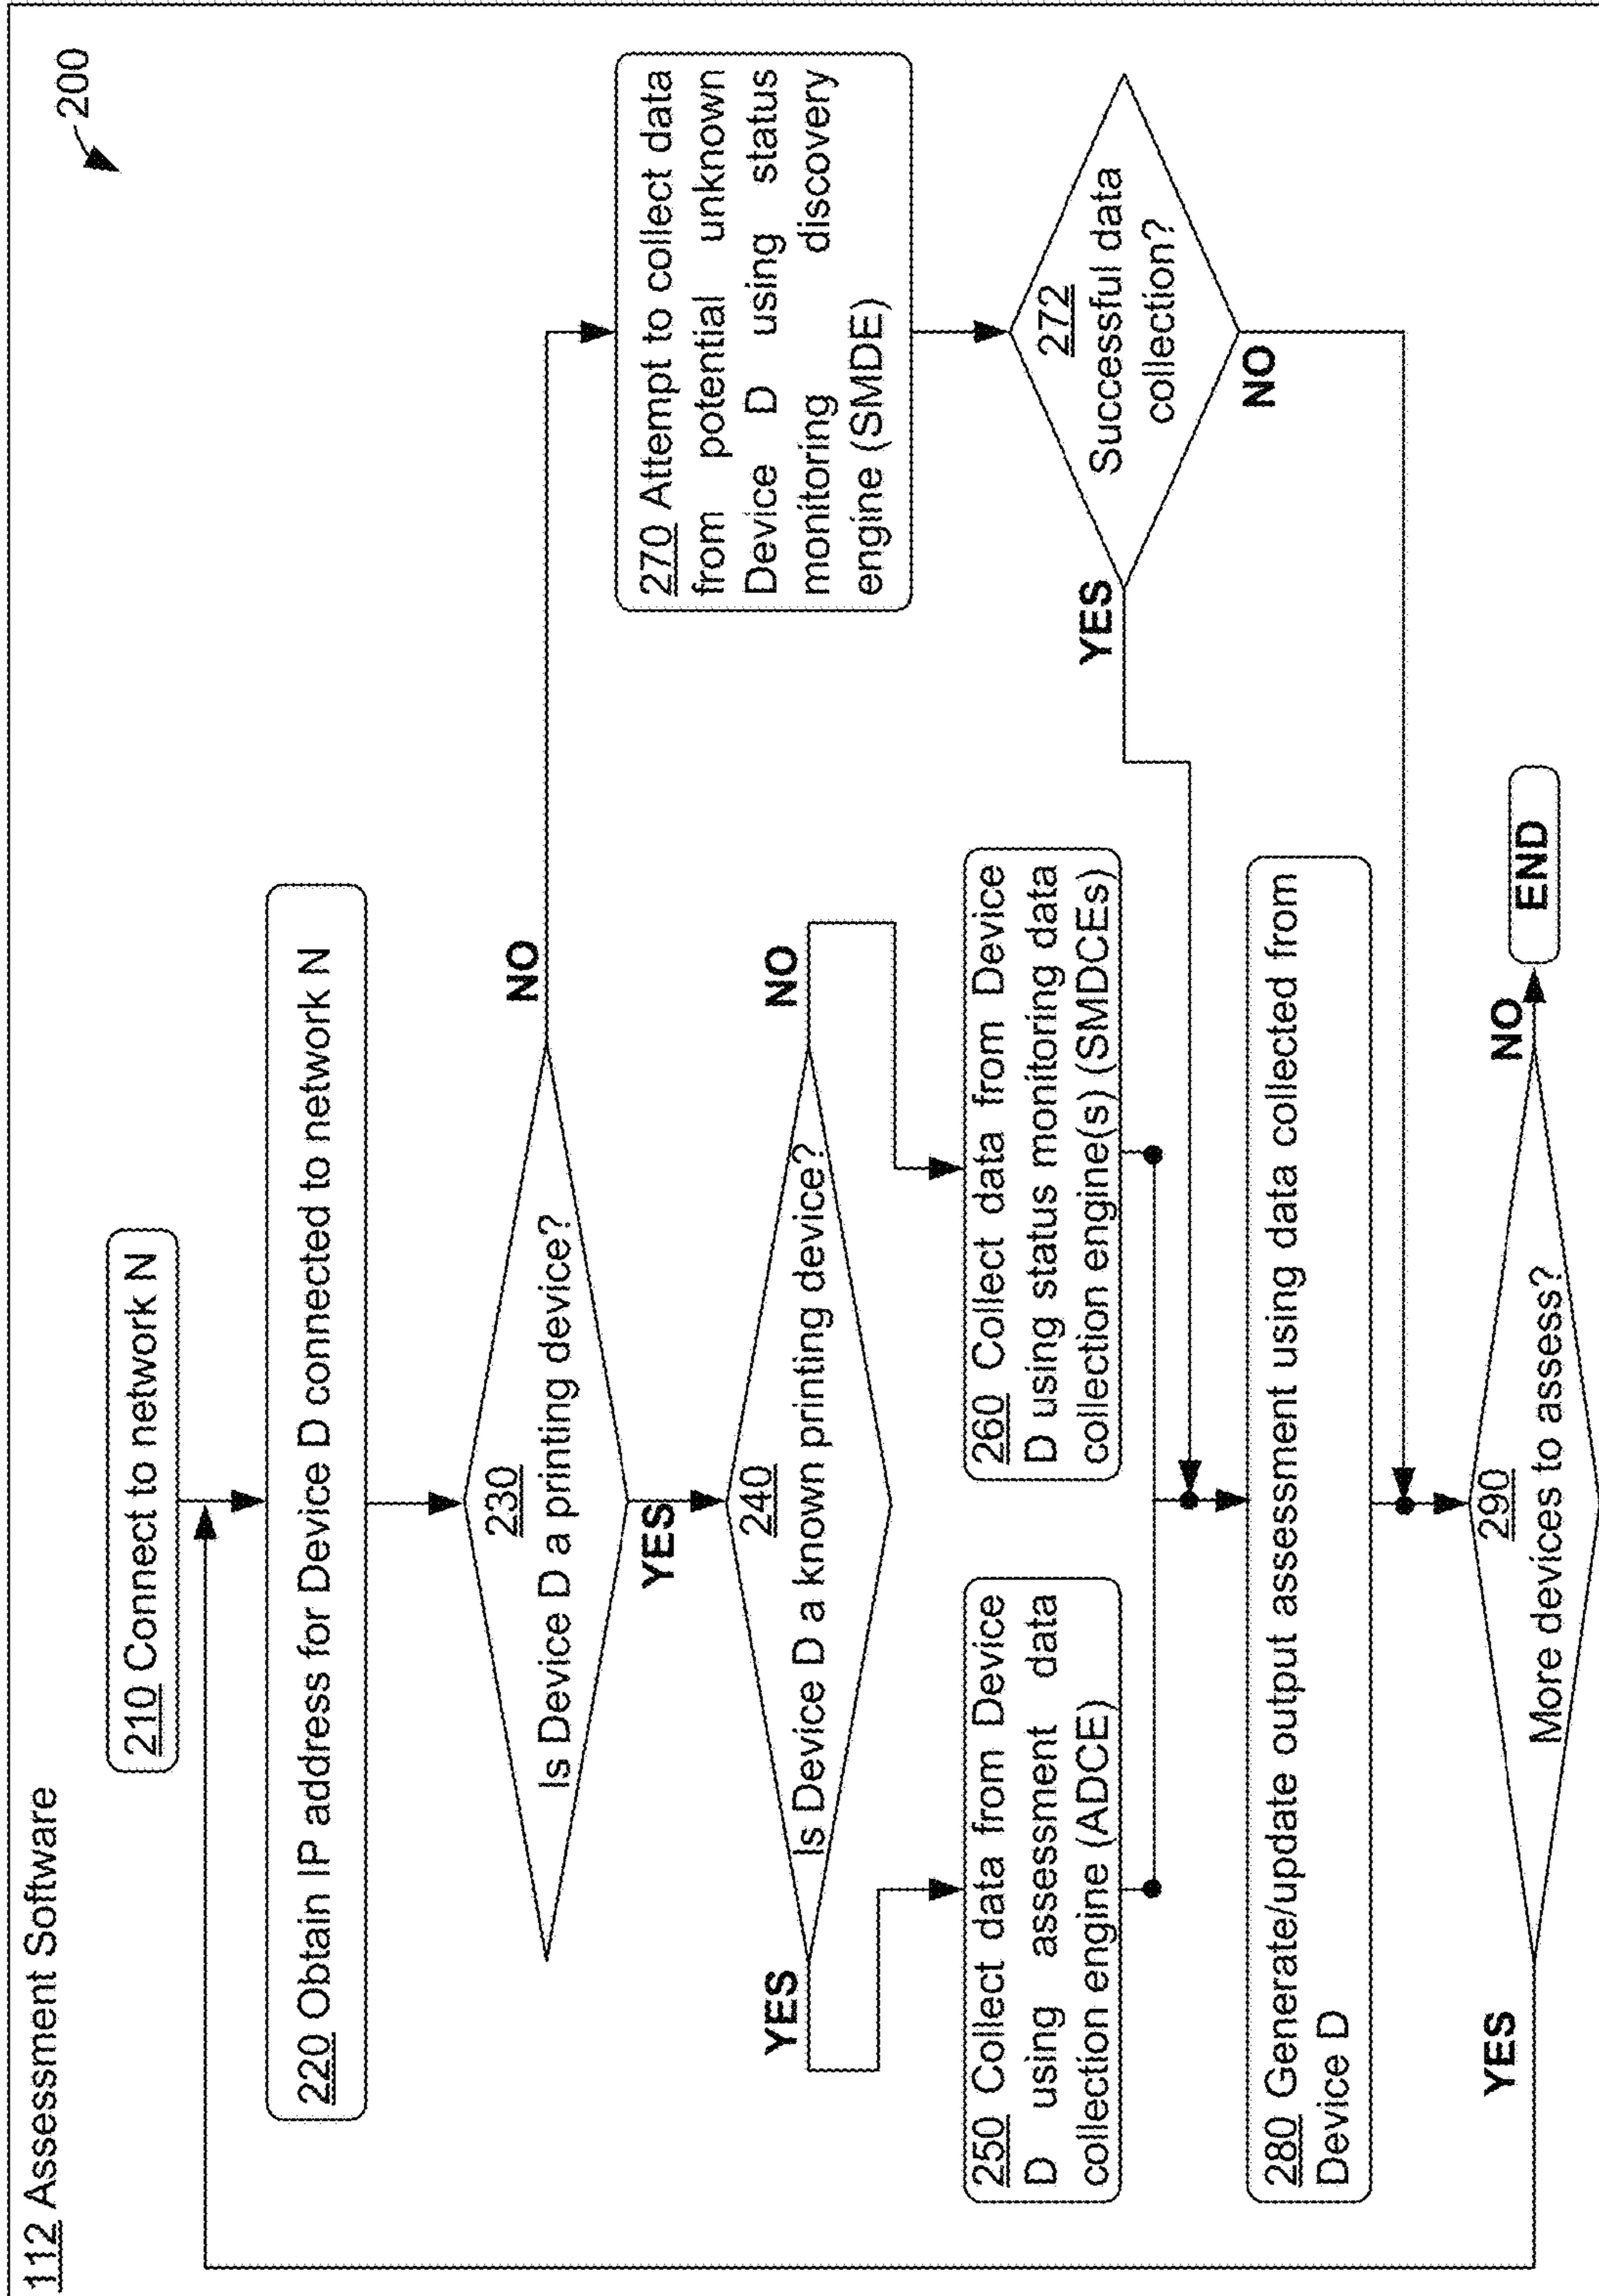 112 Assessment Software
200
210 Connect to network N
220 Obtain IP address for Device D connected to network N
230
Is Device D a printing device?
NO
YES
240
Is Device D a known printing device?
YES
NO
250 Collect data from Device
D using assessment data
collection engine (ADCE)
260 Collect data from Device
D using status monitoring data
collection engine(s) (SMDCEs)
270 Attempt to collect data
from potential unknown
Device D using status
monitoring discovery
engine (SMDE)
272
Successful data
collection?
YES
NO
280 Generate/update output assessment using data collected from
Device D
290
More devices to assess?
YES
NO
END